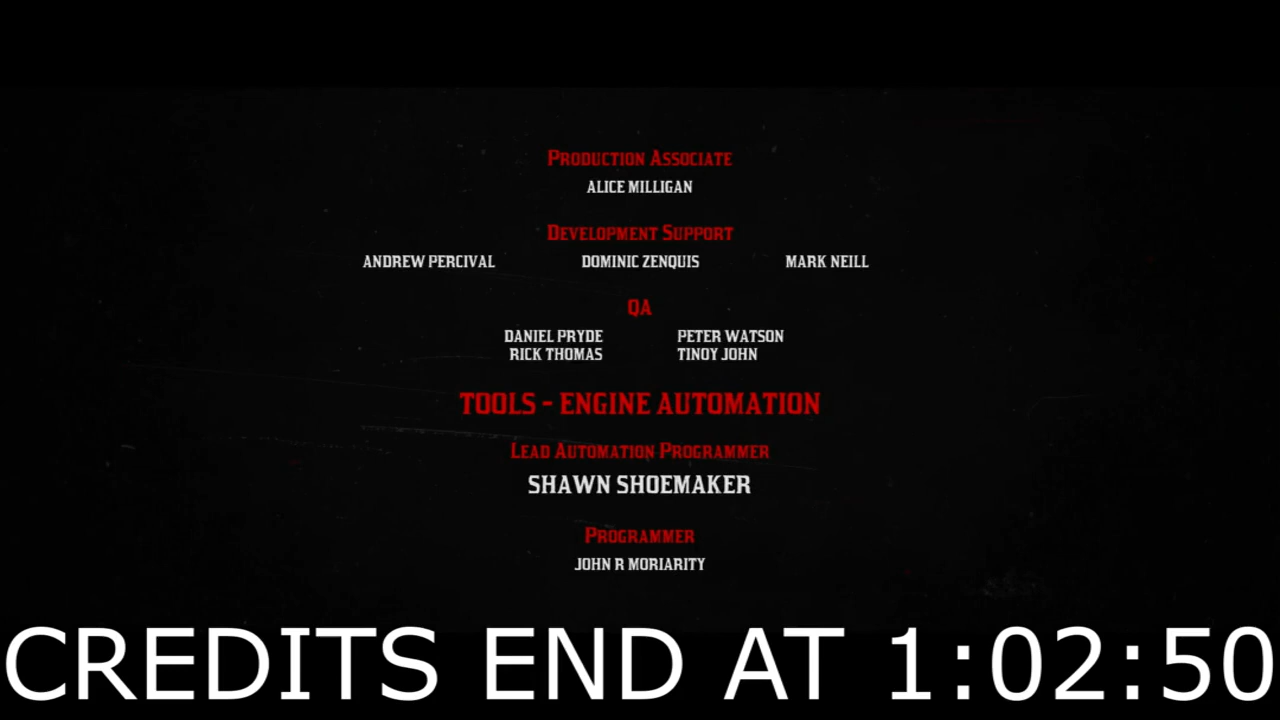 Production Associate
ALICE MILLIGAN
Development Support
ANDREW PERCIVAL DOMINIC ZENQUIS MARK NEILL
QA
DANIEL PRYDE PETER WATSON
RICK THOMAS TINOY JOHN
TOOLS - ENGINE AUTOMATION
Lead Automation Programmer
SHAWN SHOEMAKER
Programmer
JOHN R MORIARITY
CREDITS END AT 1:02:50